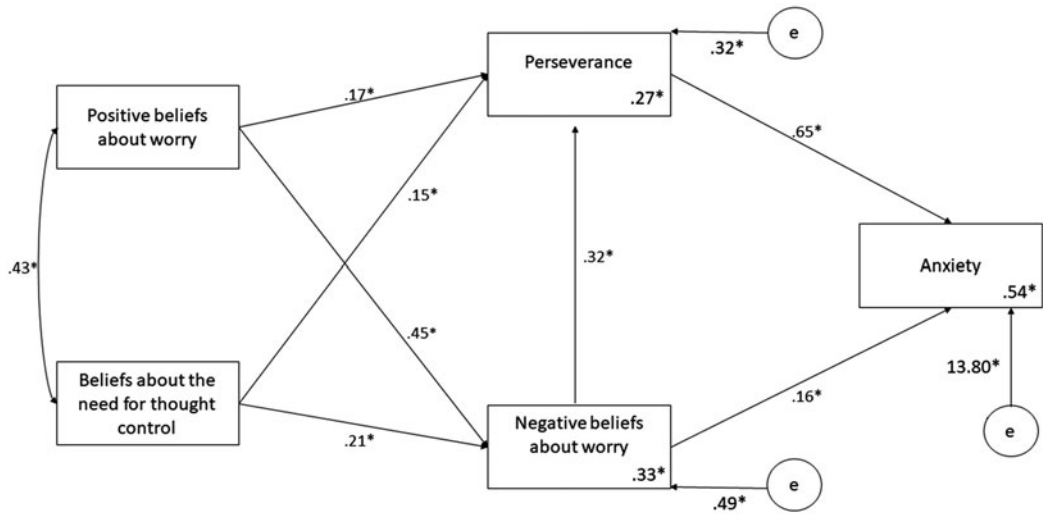 e
.32*
Perseverance
.27*
Positive beliefs
about worry
.17*
.65*
.15*
.43*
.32*
Anxiety
.54*
.45*
Beliefs about the
need for thought
control
.21*
Negative beliefs
about worry
.33*
.16*
13.80*
e
e
.49*